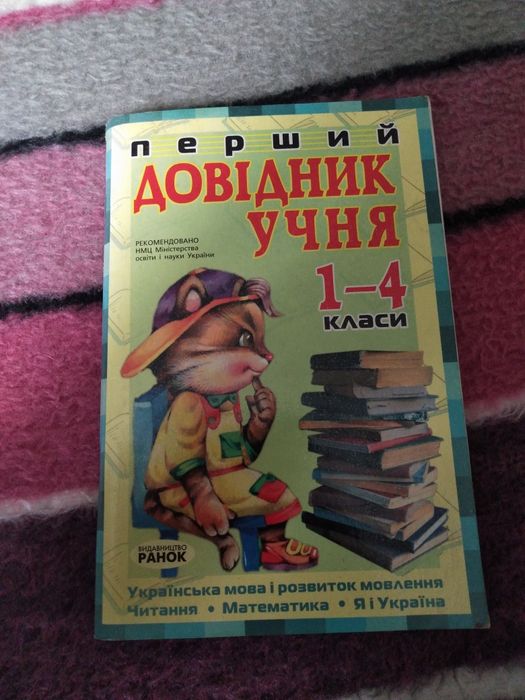 перший
ДОВІДНИК
УЧНЯ
РЕКОМЕНДОВАНО
НМЦ Міністерства
освіти і науки України
1–4
класи
ВИДАВНИЦТВО
РАНОК
Українська мова і розвиток мовлення
Читання • Математика • Я і Україна